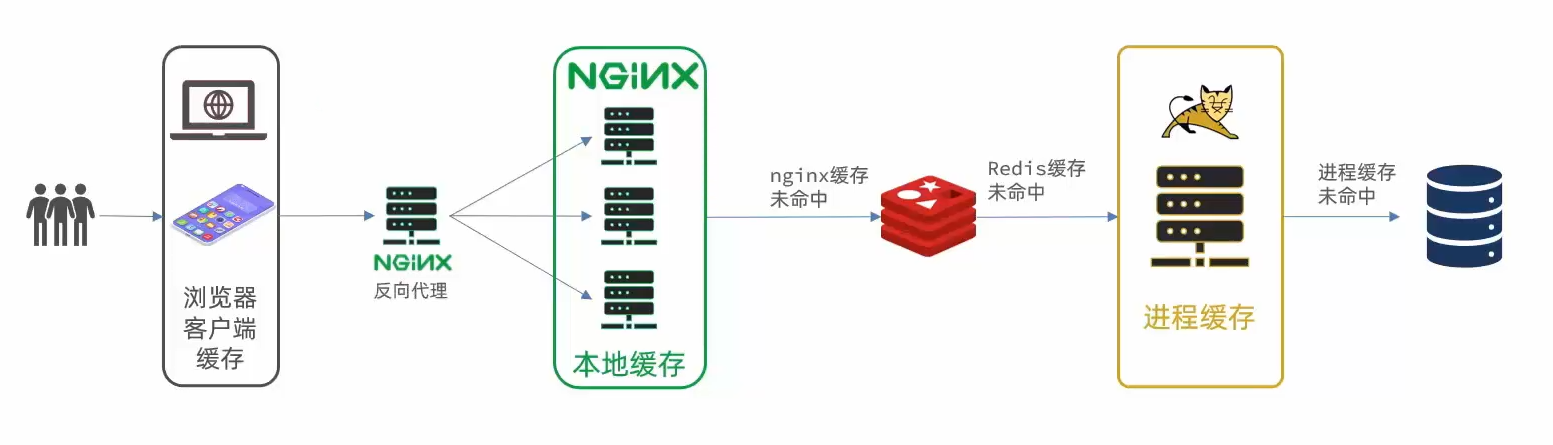 浏览器
客户端
缓存
NGINX
反向代理
NGINX
本地缓存
nginx缓存
未命中
Redis缓存
未命中
进程缓存
进程缓存
未命中